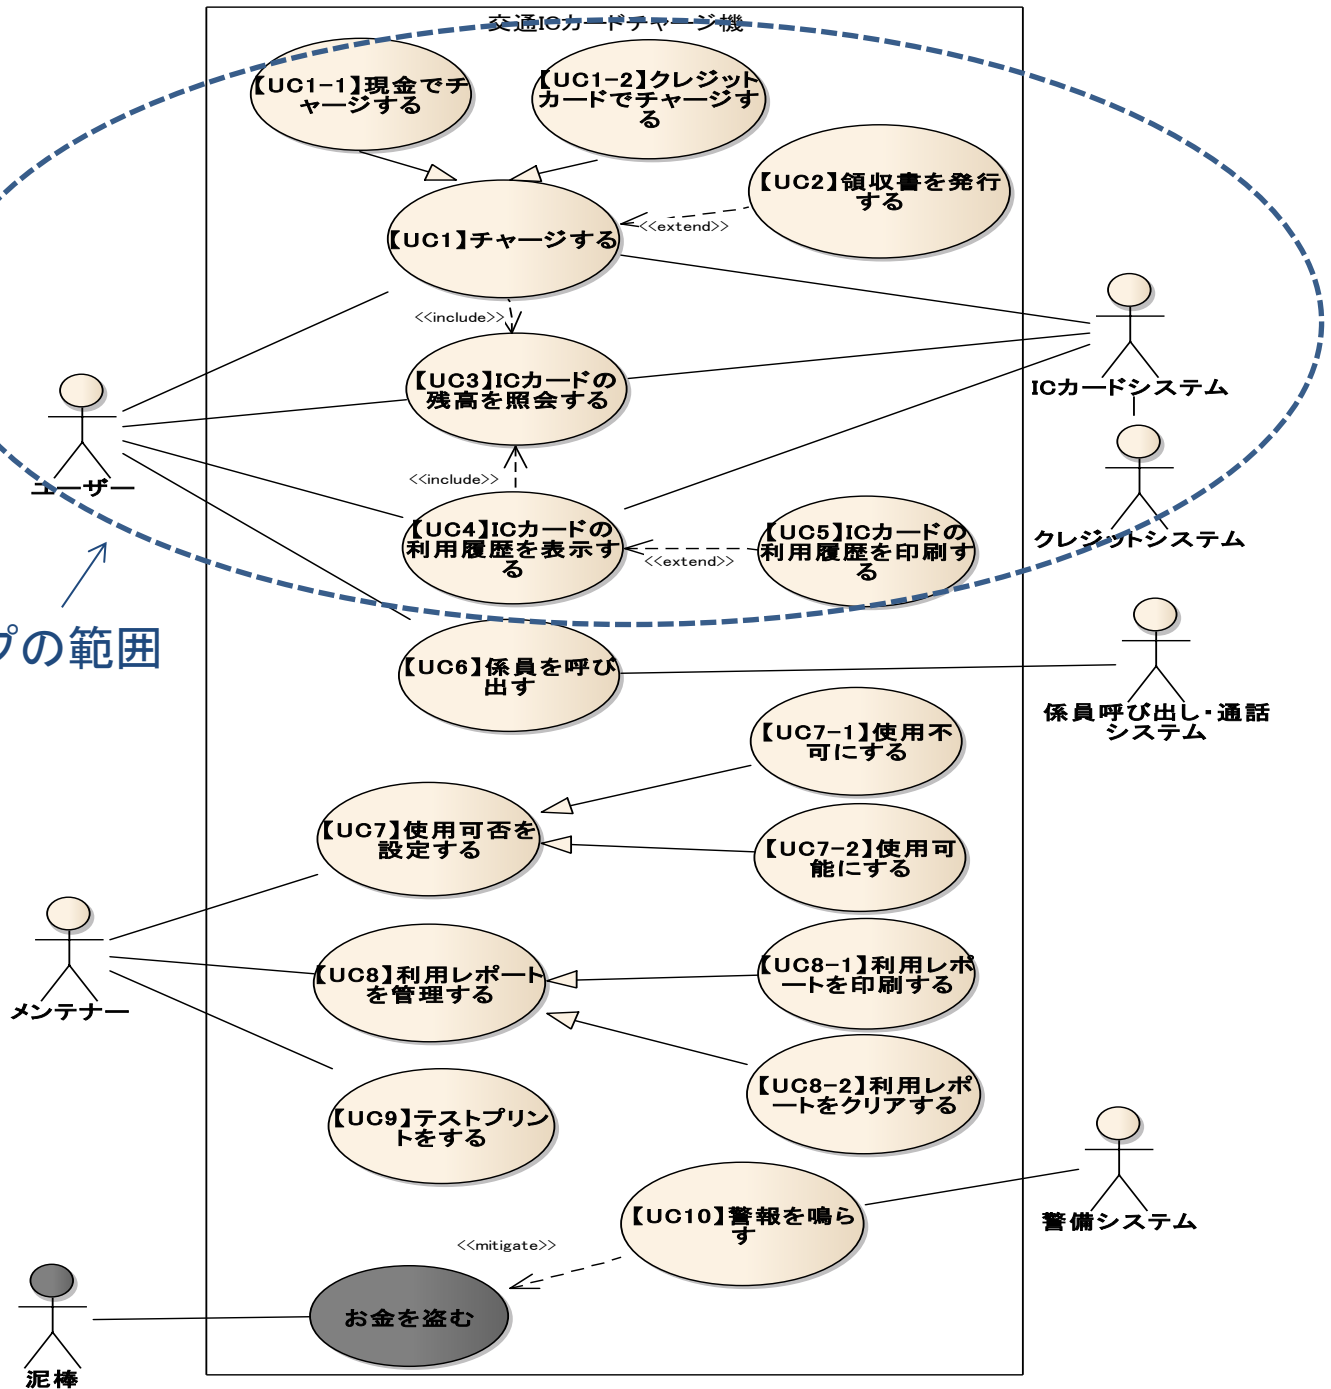 交通ICカードチャージ機
【UC1-1】現金でチ
ャージする
【UC1-2】クレジット
カードでチャージす
る
【UC2】領収書を発行
する
<<extend>>
【UC1】チャージする
<<include>>
【UC3】ICカードの
残高を照会する
ICカードシステム
ユーザー
<<include>>
【UC4】ICカードの
利用履歴を表示す
る
【UC5】ICカードの
利用履歴を印刷す
る
<<extend>>
クレジットシステム
プの範囲
【UC6】係員を呼び
出す
係員呼び出し・通話
システム
【UC7-1】使用不
可にする
【UC7】使用可否を
設定する
【UC7-2】使用可
能にする
メンテナー
【UC8】利用レポート
を管理する
【UC8-1】利用レポ
ートを印刷する
【UC8-2】利用レポ
ートをクリアする
【UC9】テストプリン
トをする
【UC10】警報を鳴ら
す
警備システム
<<mitigate>>
お金を盗む
泥棒